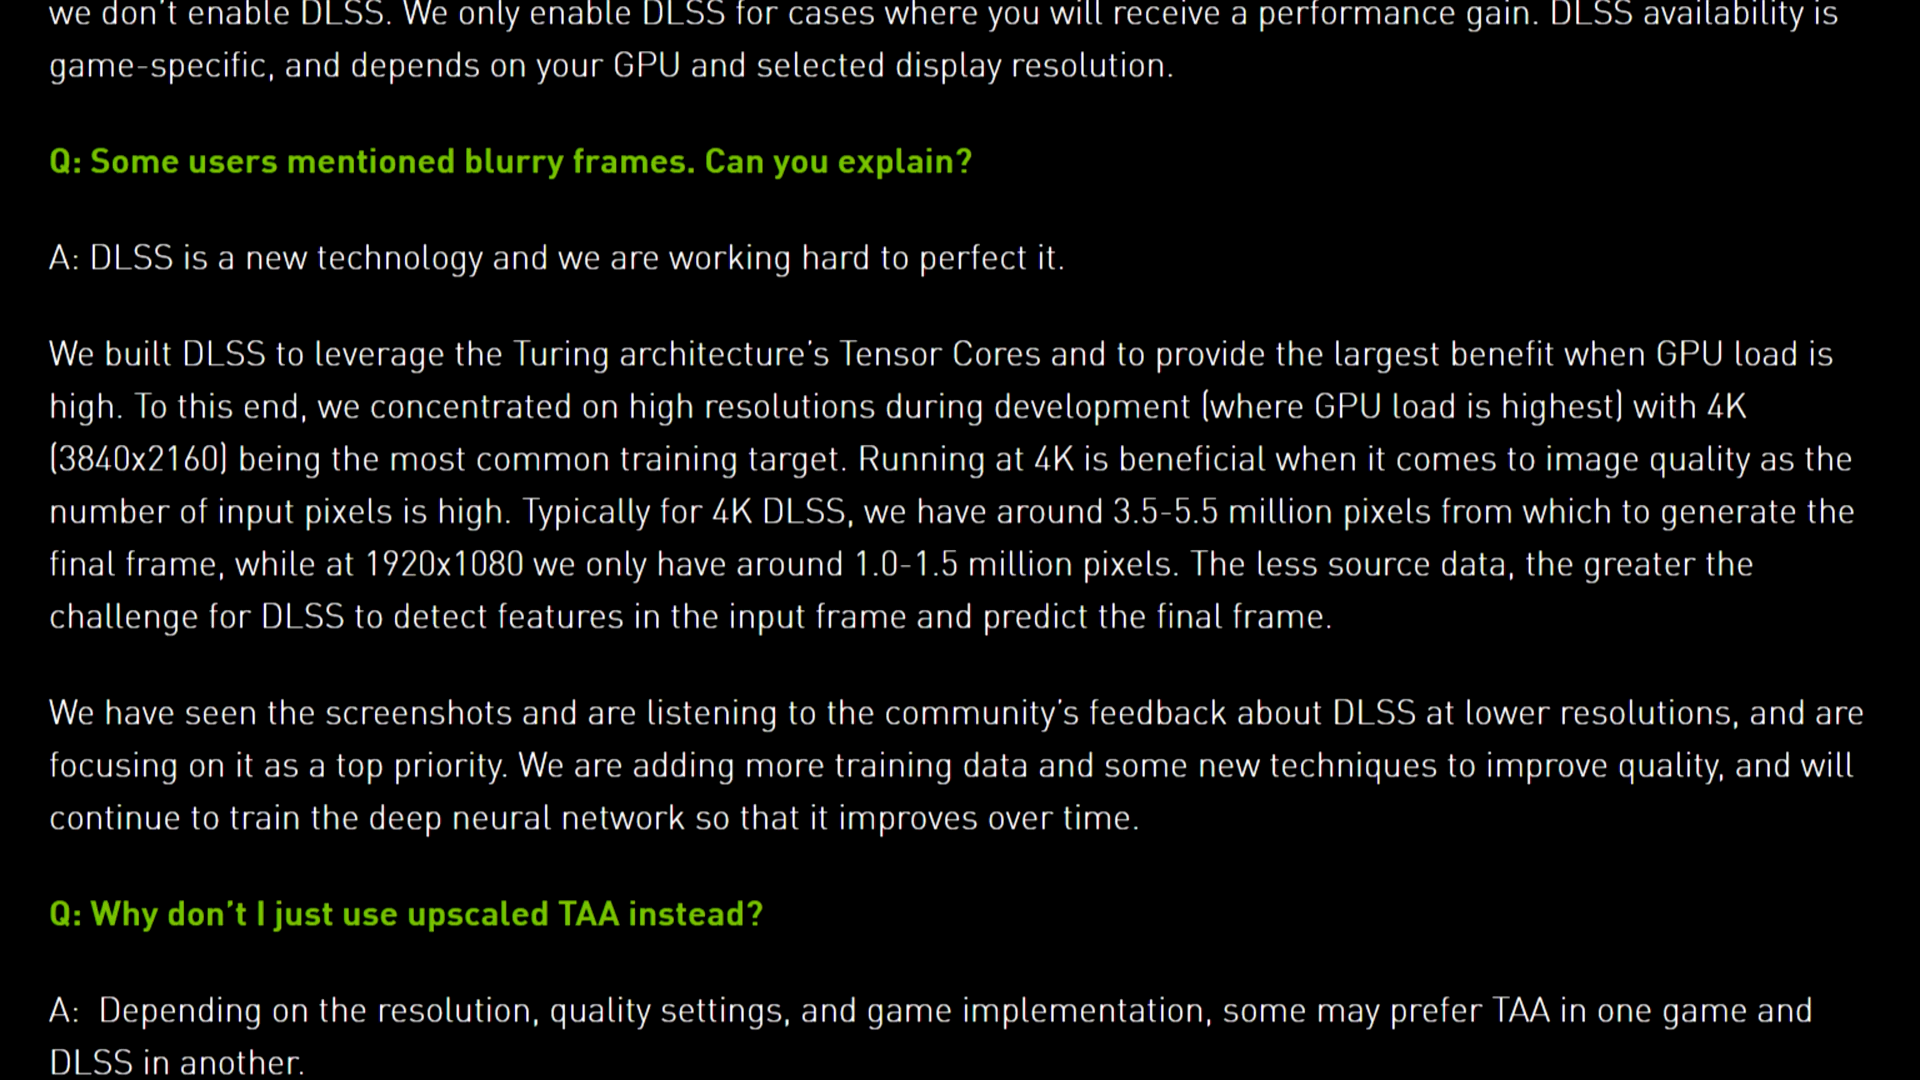 we don't enable DLSS. We only enable DLSS for cases where you will receive a performance gain. DLSS availability is
game-specific, and depends on your GPU and selected display resolution.
Q: Some users mentioned blurry frames. Can you explain?
A: DLSS is a new technology and we are working hard to perfect it.
We built DLSS to leverage the Turing architecture's Tensor Cores and to provide the largest benefit when GPU load is
high. To this end, we concentrated on high resolutions during development (where GPU load is highest) with 4K
(3840x2160) being the most common training target. Running at 4K is beneficial when it comes to image quality as the
number of input pixels is high. Typically for 4K DLSS, we have around 3.5-5.5 million pixels from which to generate the
final frame, while at 1920x1080 we only have around 1.0-1.5 million pixels. The less source data, the greater the
challenge for DLSS to detect features in the input frame and predict the final frame.
We have seen the screenshots and are listening to the community's feedback about DLSS at lower resolutions, and are
focusing on it as a top priority. We are adding more training data and some new techniques to improve quality, and will
continue to train the deep neural network so that it improves over time.
Q: Why don't I just use upscaled TAA instead?
A:  Depending on the resolution, quality settings, and game implementation, some may prefer TAA in one game and
DLSS in another.